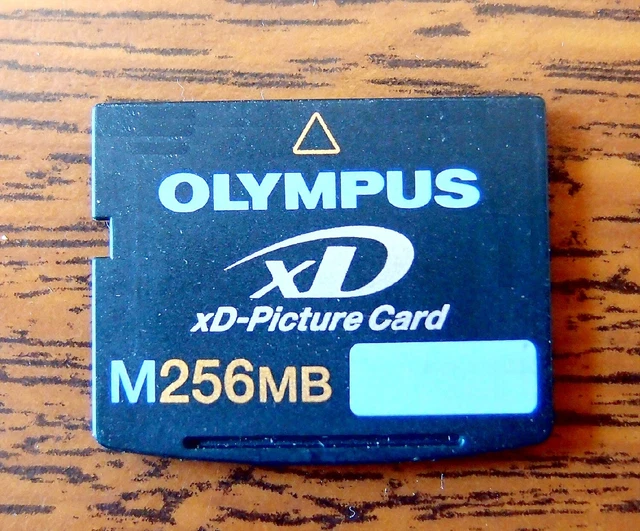 OLYMPUS
xD
xD-Picture Card
M256MB